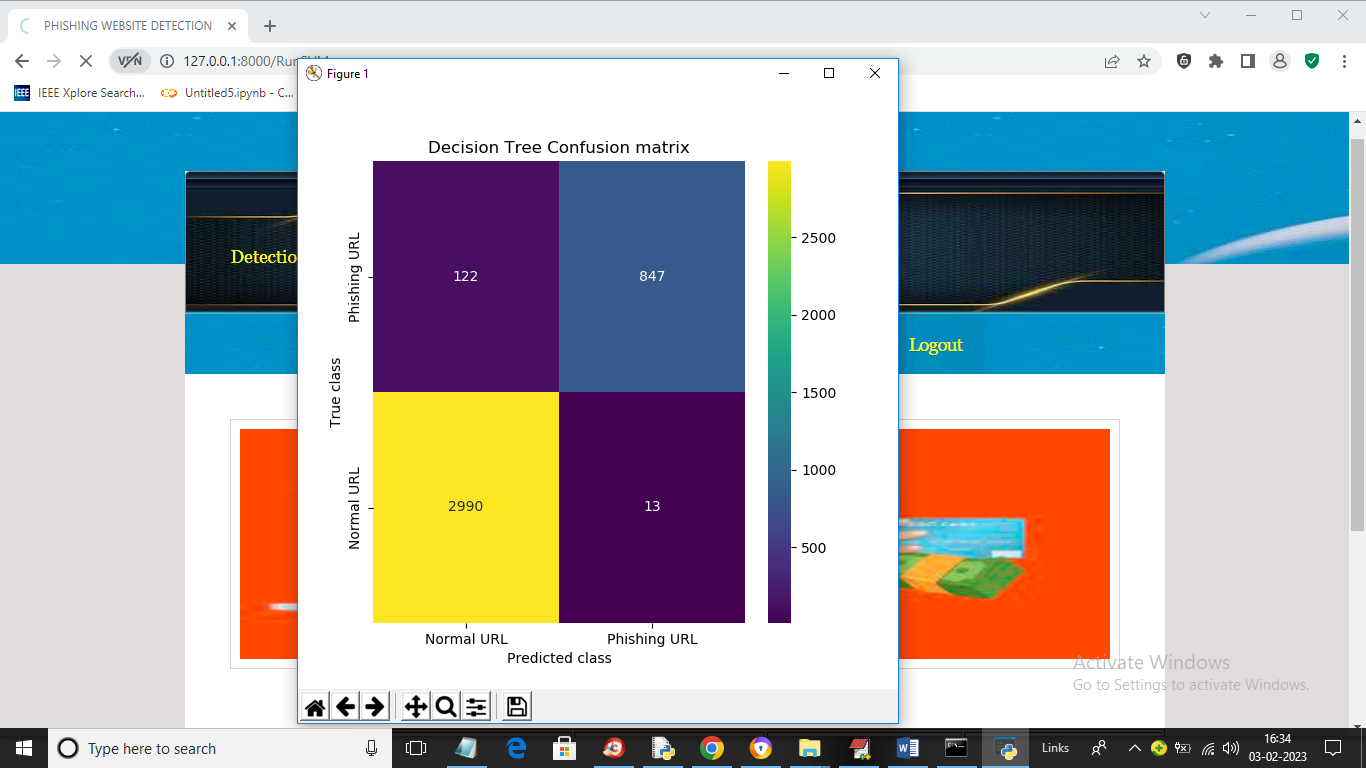 PHISHING WEBSITE DETECTION
VPN
127.0.0.1:8000/Run
IEEE
IEEE Xplore Search...
Untitled5.ipynb - C...
Figure 1
Decision Tree Confusion matrix
Detectio
Logout
True class
Phishing URL
122
847
Normal URL
2990
13
2500
2000
1500
1000
500
Normal URL
Phishing URL
Predicted class
Activate Windows
Go to Settings to activate Windows.
Type here to search
Links
16:34
03-02-2023